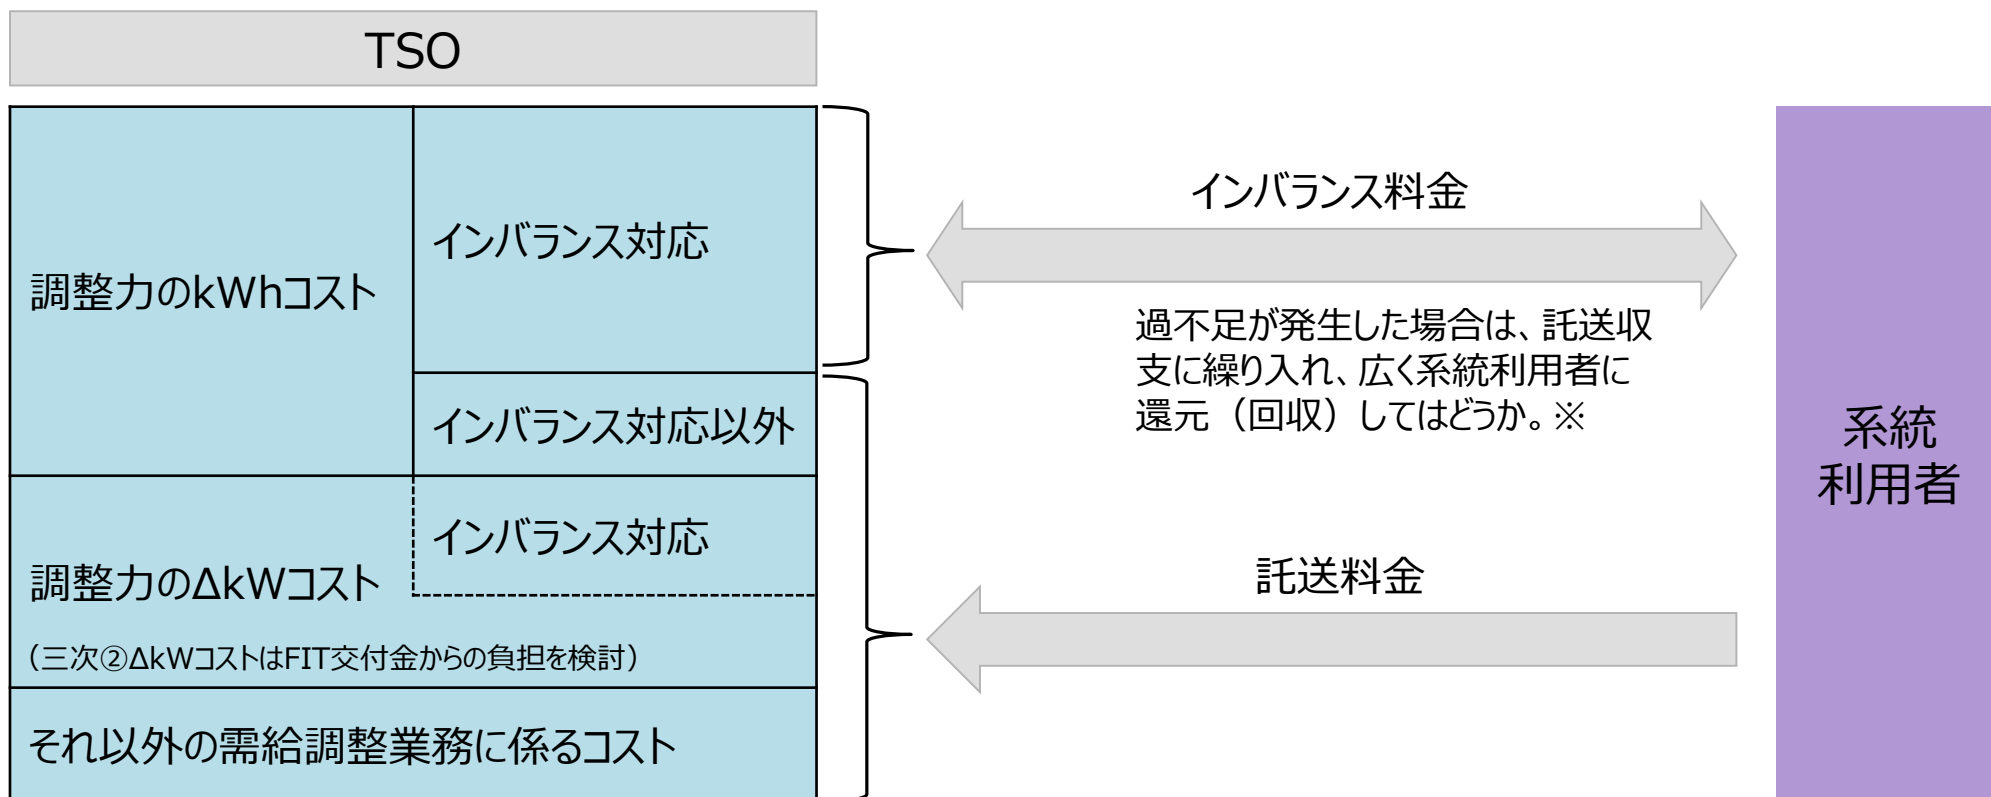 TSO
調整力のkWhコスト
インバランス対応
インバランス対応以外
調整力のΔkWコスト
インバランス対応
（三次②ΔkWコストはFIT交付金からの負担を検討）
それ以外の需給調整業務に係るコスト
インバランス料金
過不足が発生した場合は、託送収
支に繰り入れ、広く系統利用者に
還元（回収）してはどうか。※
託送料金
系統
利用者